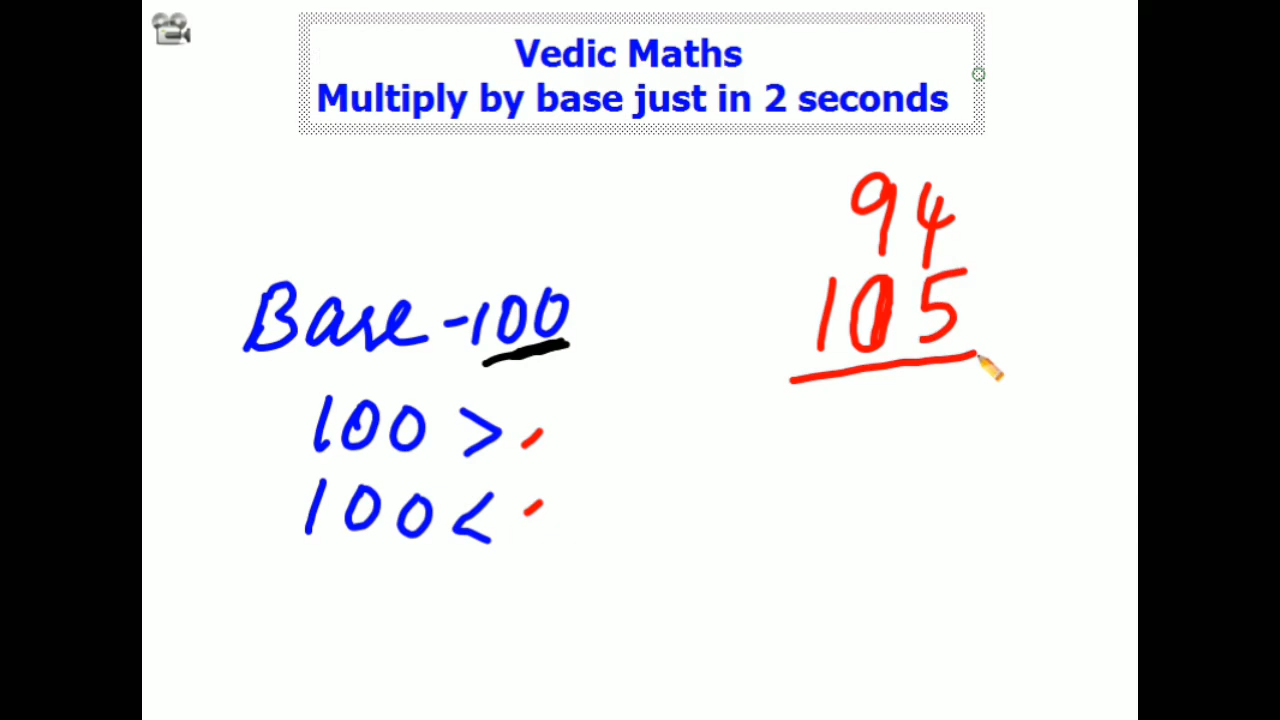 Vedic Maths
Multiply by base just in 2 seconds
94
105
Base -100
100 >
100 <